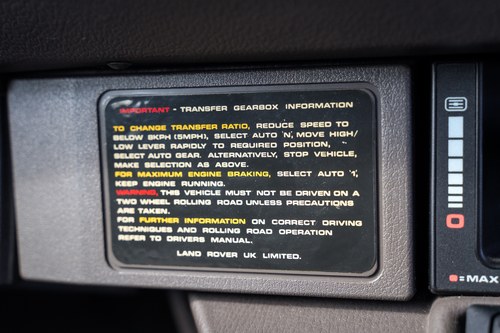 IMPORTANT - TRANSFER GEARBOX INFORMATION
TO CHANGE TRANSFER RATIO, REDUCE SPEED TO
BELOW 8KPH (5MPH), SELECT AUTO 'N', MOVE HIGH/
LOW LEVER RAPIDLY TO REQUIRED POSITION,
SELECT AUTO GEAR. ALTERNATIVELY, STOP VEHICLE,
MAKE SELECTION AS ABOVE.
FOR MAXIMUM ENGINE BRAKING, SELECT AUTO '1',
KEEP ENGINE RUNNING.
WARNING, THIS VEHICLE MUST NOT BE DRIVEN ON A
TWO WHEEL ROLLING ROAD UNLESS PRECAUTIONS
ARE TAKEN.
FOR FURTHER INFORMATION ON CORRECT DRIVING
TECHNIQUES AND ROLLING ROAD OPERATION
REFER TO DRIVERS MANUAL.
LAND ROVER UK LIMITED.
O
O=MAX